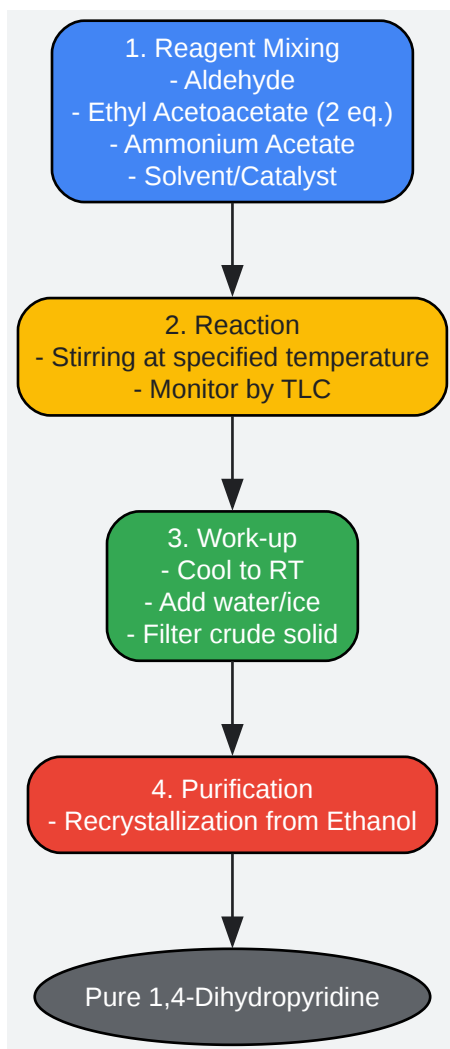 1. Reagent Mixing
- Aldehyde
- Ethyl Acetoacetate (2 eq.)
- Ammonium Acetate
- Solvent/Catalyst
2. Reaction
- Stirring at specified temperature
- Monitor by TLC
3. Work-up
- Cool to RT
- Add water/ice
- Filter crude solid
4. Purification
- Recrystallization from Ethanol
Pure 1,4-Dihydropyridine